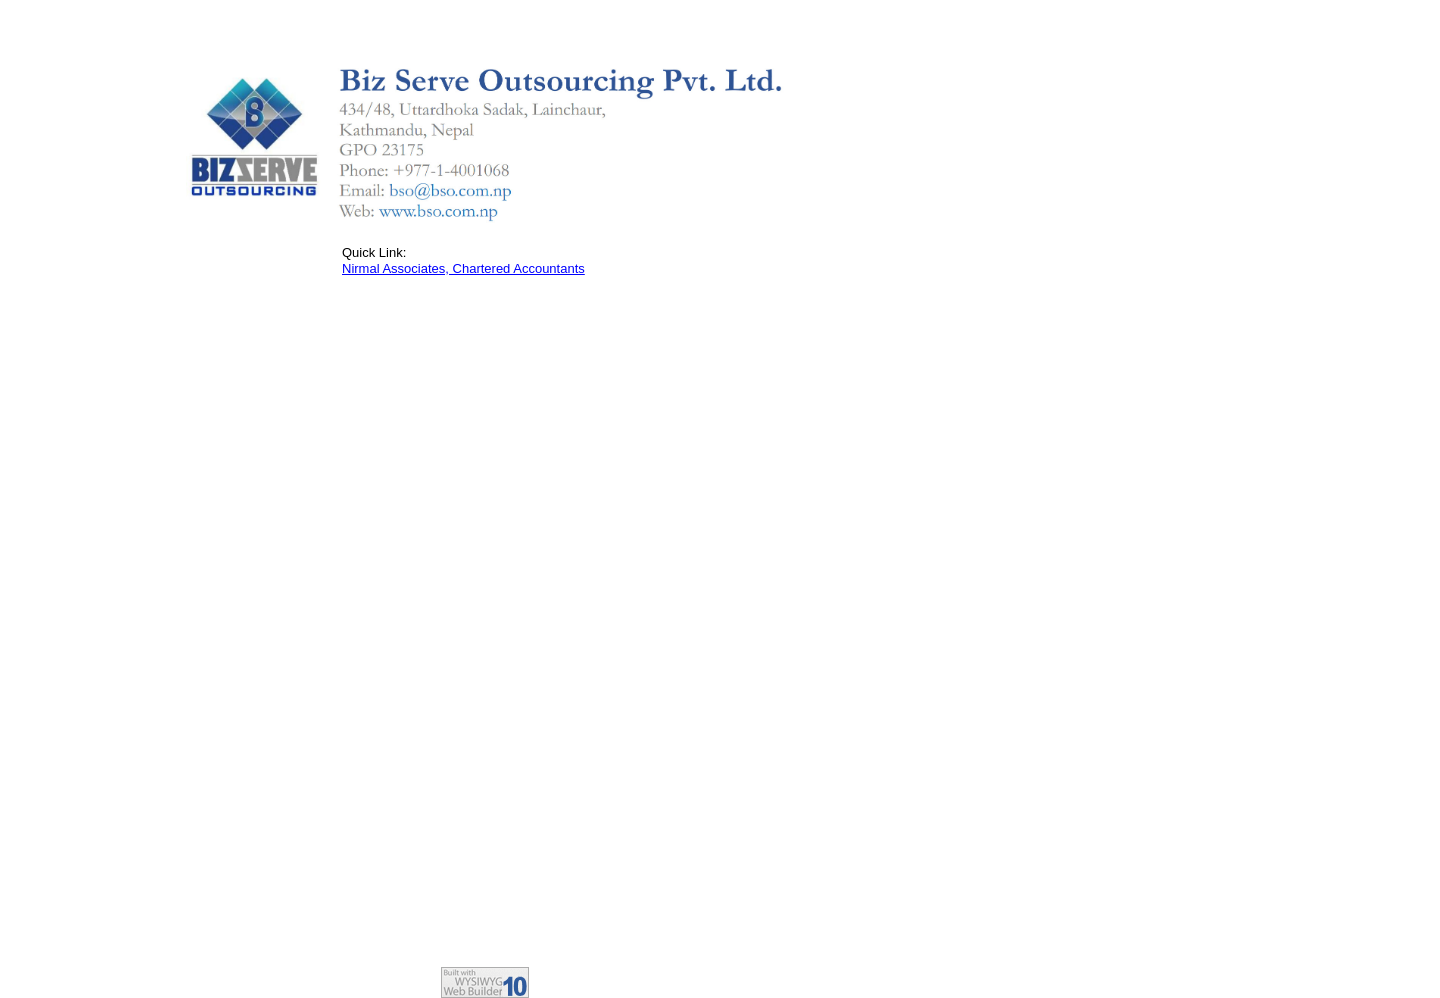 Biz Serve Outsourcing Pvt. Ltd.
434/48, Uttardhoka Sadak, Lainchaur,
Kathmandu, Nepal
GPO 23175
Phone: +977-1-4001068
Email: bso@bso.com.np
Web: www.bso.com.np
8
BIZSERVE
OUTSOURCING
Quick Link:
Nirmal Associates, Chartered Accountants
Built with
WYSIWYG
Web Builder 10